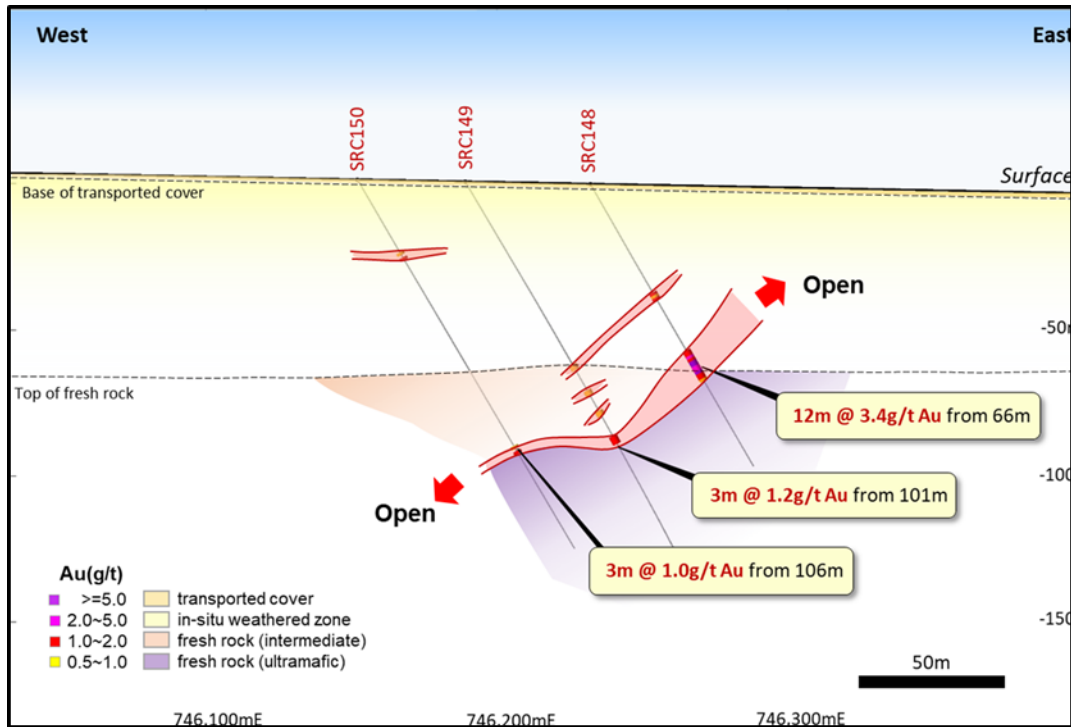 West
East
SRC150
SRC149
SRC148
Surface
Base of transported cover
Open
-50m
Top of fresh rock
12m @ 3.4g/t Au from 66m
-100
3m @ 1.2g/t Au from 101m
Open
3m @ 1.0g/t Au from 106m
Au(g/t)
>=5.0
2.0~5.0
1.0~2.0
0.5~1.0
transported cover
in-situ weathered zone
fresh rock (intermediate)
fresh rock (ultramafic)
-150
50m
746,100mE
746,200mE
746,300mE